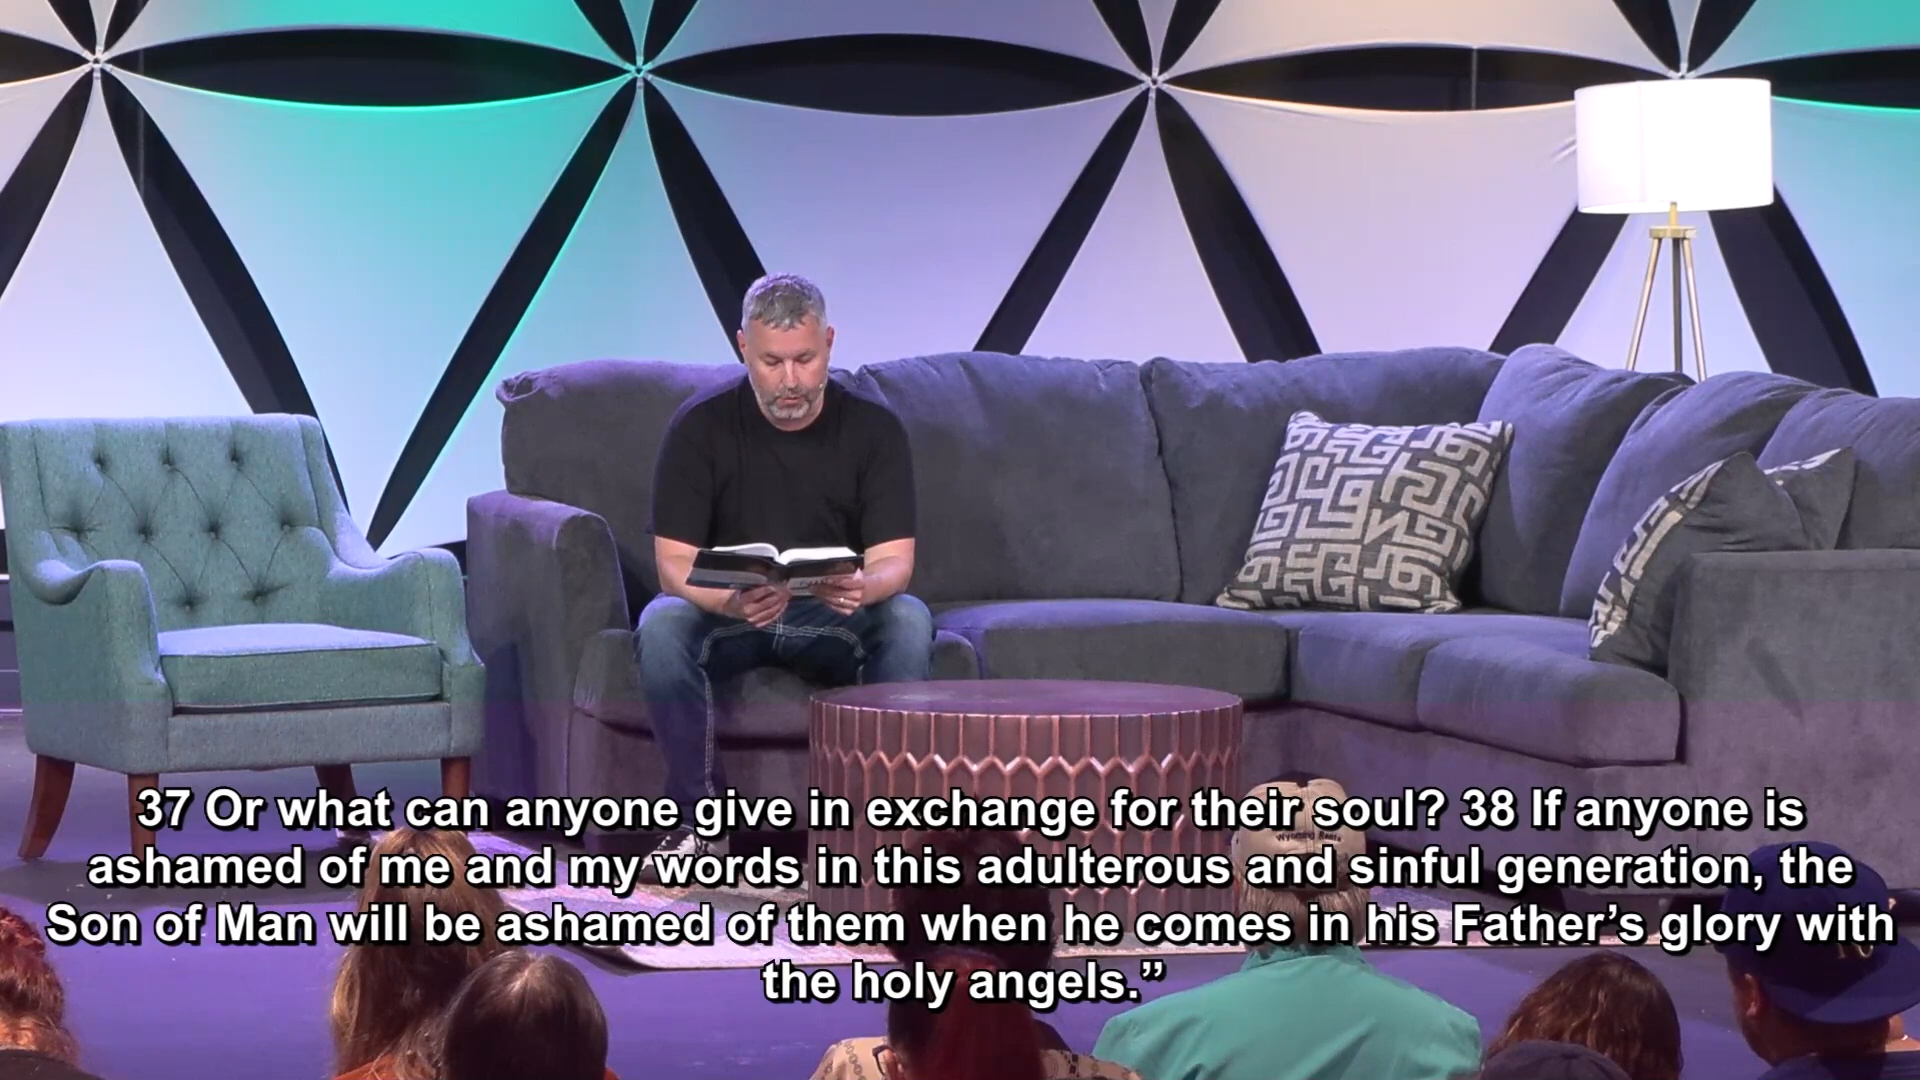 37 Or what can anyone give in exchange for their soul? 38 If anyone is
ashamed of me and my words in this adulterous and sinful generation, the
Son of Man will be ashamed of them when he comes in his Father’s glory with
the holy angels.”